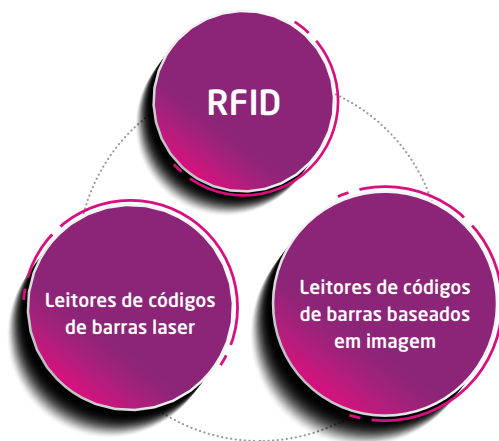 RFID
Leitores de códigos
de barras laser
Leitores de códigos
de barras baseados
em imagem